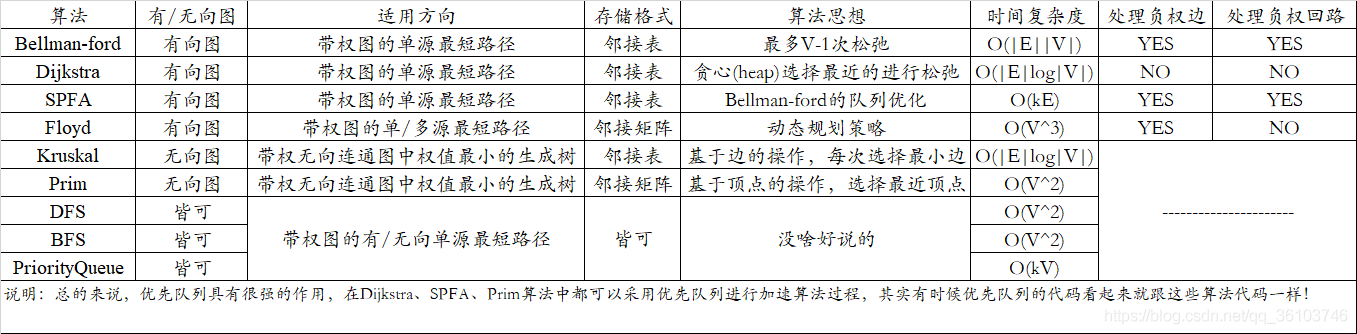 算法 有/无向图 适用方向 存储格式 算法思想 时间复杂度 处理负权边 处理负权回路
Bellman-ford 有向图 带权图的单源最短路径 邻接表 最多V-1次松弛 O(|E||V|) YES YES
Dijkstra 有向图 带权图的单源最短路径 邻接表 贪心(heap)选择最近的进行松弛 O(|E|log|V|) NO NO
SPFA 有向图 带权图的单源最短路径 邻接表 Bellman-ford的队列优化 O(kE) YES YES
Floyd 有向图 带权图的单/多源最短路径 邻接矩阵 动态规划策略 O(V^3) YES NO
Kruskal 无向图 带权无向连通图中权值最小的生成树 邻接表 基于边的操作，每次选择最小边 O(|E|log|V|)
Prim 无向图 带权无向连通图中权值最小的生成树 邻接矩阵 基于顶点的操作，选择最近顶点 O(V^2)
DFS 皆可 O(V^2) ----------------------
BFS 皆可 带权图的有/无向单源最短路径 皆可 没啥好说的 O(V^2)
PriorityQueue 皆可 O(kV)
说明：总的来说，优先队列具有很强的作用，在Dijkstra、SPFA、Prim算法中都可以采用优先队列进行加速算法过程，其实有时候优先队列的代码看起来就跟这些算法代码一样！
https://blog.csdn.net/qq_36103746